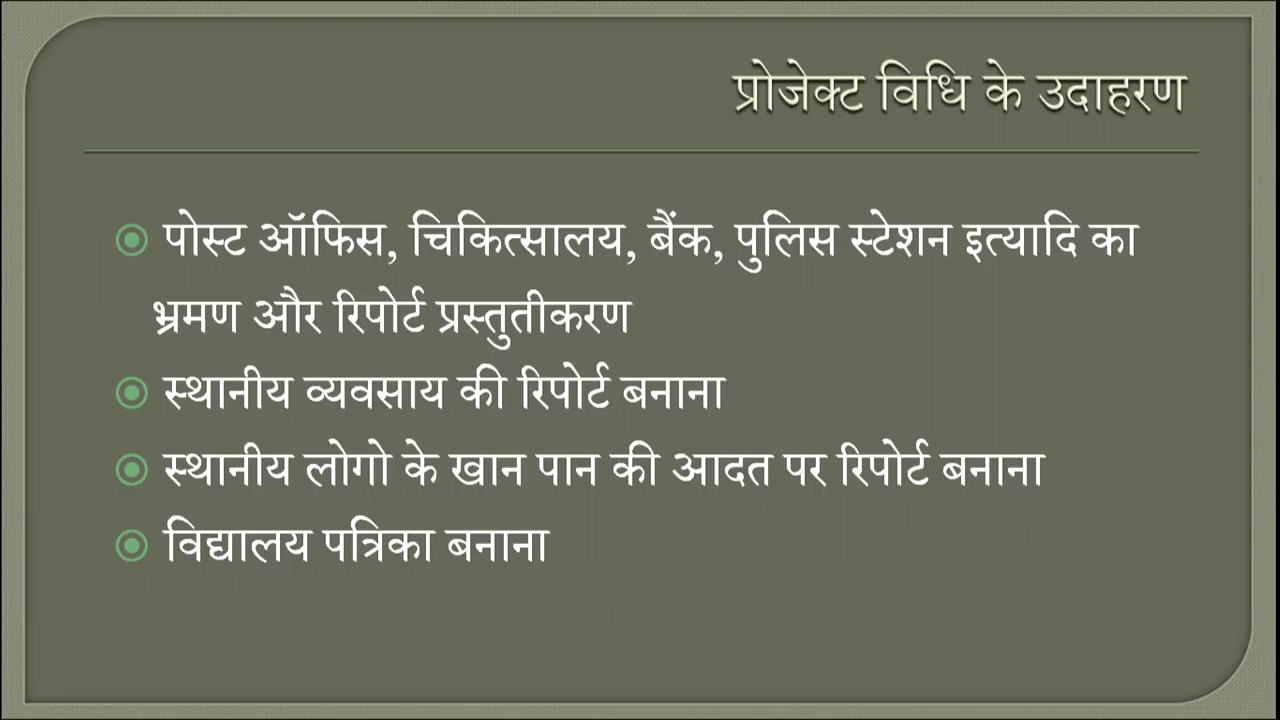 प्रोजेक्ट विधि के उदाहरण
पोस्ट ऑफिस, चिकित्सालय, बैंक, पुलिस स्टेशन इत्यादि का
भ्रमण और रिपोर्ट प्रस्तुतीकरण
स्थानीय व्यवसाय की रिपोर्ट बनाना
स्थानीय लोगो के खान पान की आदत पर रिपोर्ट बनाना
विद्यालय पत्रिका बनाना